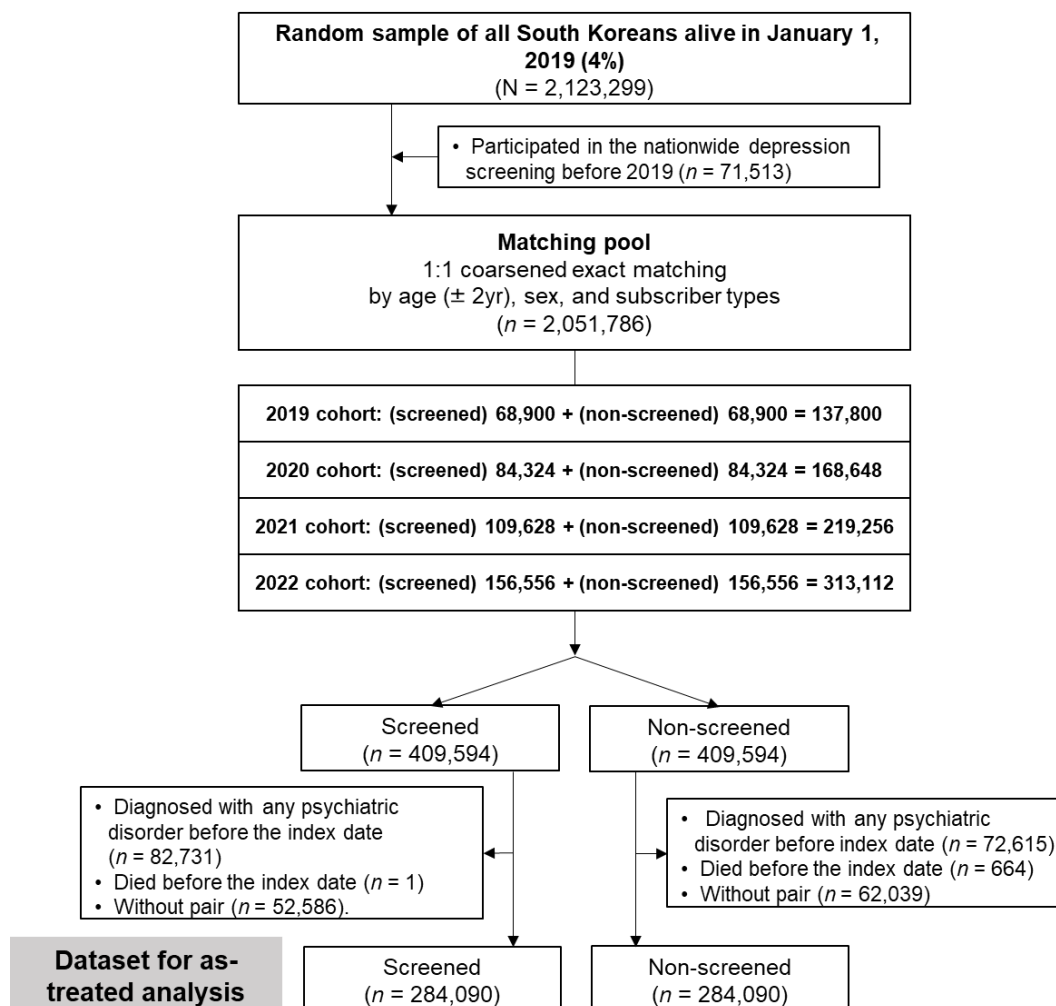 Random sample of all South Koreans alive in January 1,
2019 (4%)
(N = 2,123,299)
• Participated in the nationwide depression
screening before 2019 (n = 71,513)
Matching pool
1:1 coarsened exact matching
by age (± 2yr), sex, and subscriber types
(n = 2,051,786)
2019 cohort: (screened) 68,900 + (non-screened) 68,900 = 137,800
2020 cohort: (screened) 84,324 + (non-screened) 84,324 = 168,648
2021 cohort: (screened) 109,628 + (non-screened) 109,628 = 219,256
2022 cohort: (screened) 156,556 + (non-screened) 156,556 = 313,112
Screened
(n = 409,594)
Non-screened
(n = 409,594)
• Diagnosed with any psychiatric
disorder before the index date
(n = 82,731)
• Died before the index date (n = 1)
• Without pair (n = 52,586).
• Diagnosed with any psychiatric
disorder before index date (n = 72,615)
• Died before the index date (n = 664)
• Without pair (n = 62,039)
Dataset for as-
treated analysis
Screened
(n = 284,090)
Non-screened
(n = 284,090)